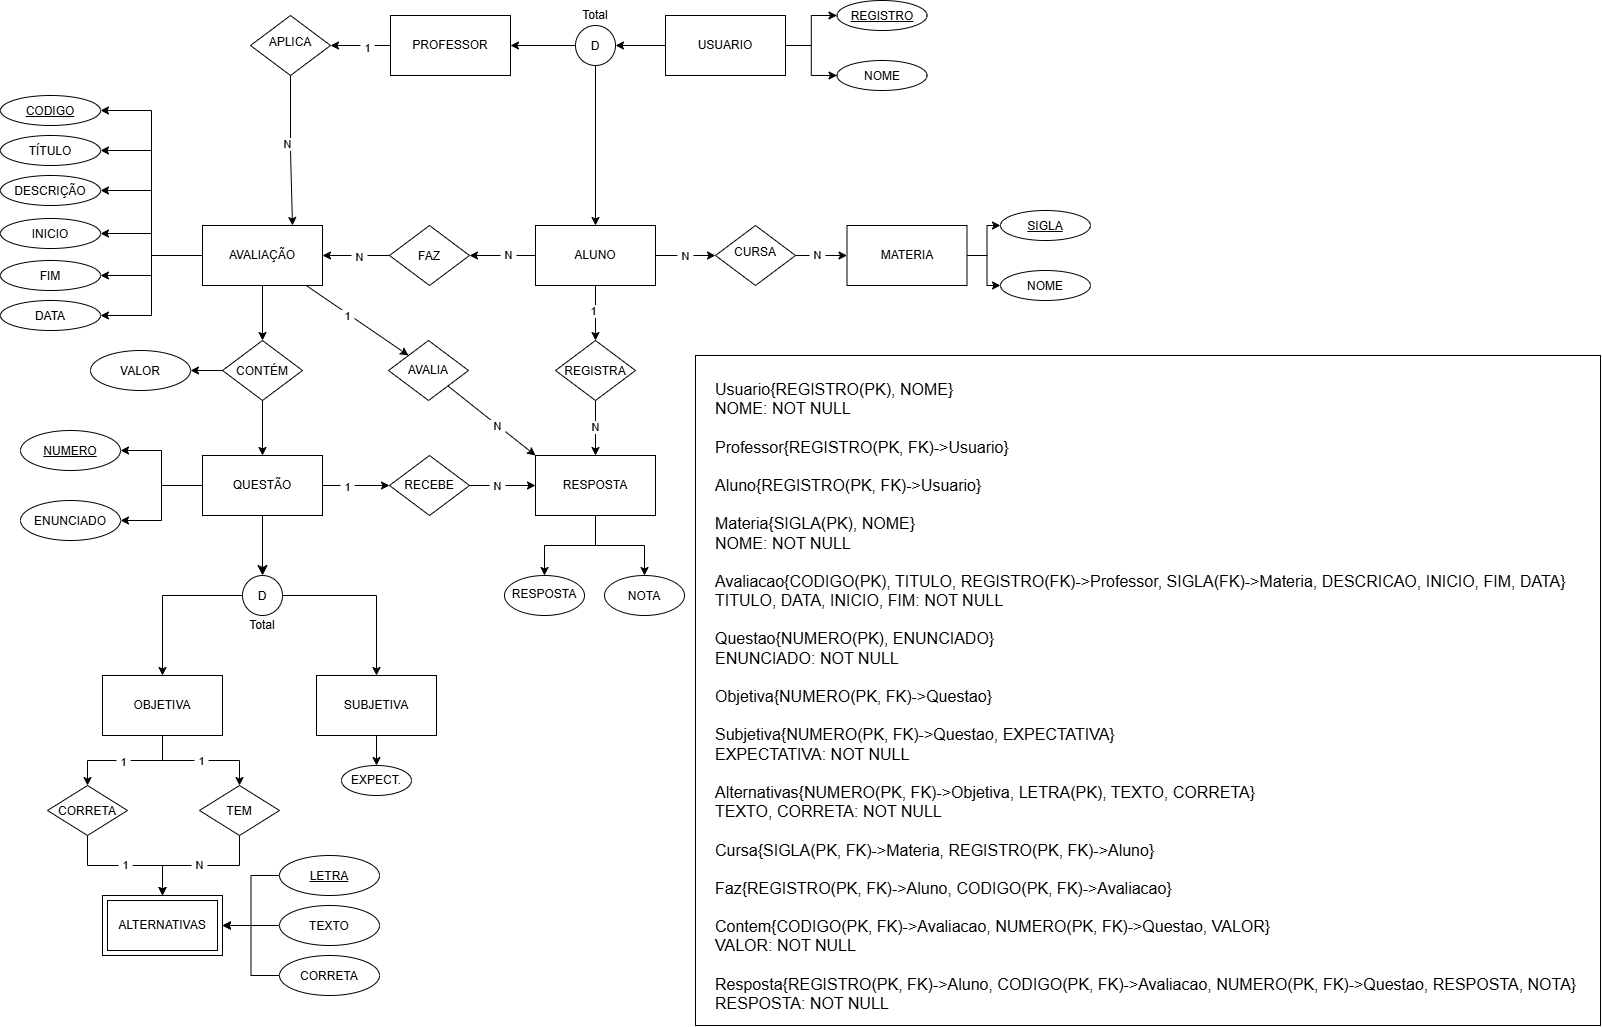 Total
REGISTRO
APLICA
1
PROFESSOR
D
USUARIO
NOME
CODIGO
N
TÍTULO
DESCRIÇÃO
INICIO
FIM
DATA
AVALIAÇÃO
N
FAZ
N
ALUNO
N
CURSA
N
MATERIA
SIGLA
NOME
1
1
VALOR
CONTÉM
AVALIA
REGISTRA
N
N
NUMERO
ENUNCIADO
QUESTÃO
1
RECEBE
N
RESPOSTA
RESPOSTA
NOTA
D
Total
OBJETIVA
SUBJETIVA
1
1
EXPECT.
CORRETA
TEM
1
N
LETRA
ALTERNATIVAS
TEXTO
CORRETA
Usuario{REGISTRO(PK), NOME}
NOME: NOT NULL
Professor{REGISTRO(PK, FK)->Usuario}
Aluno{REGISTRO(PK, FK)->Usuario}
Materia{SIGLA(PK), NOME}
NOME: NOT NULL
Avaliacao{CODIGO(PK), TITULO, REGISTRO(FK)->Professor, SIGLA(FK)->Materia, DESCRICAO, INICIO, FIM, DATA}
TITULO, DATA, INICIO, FIM: NOT NULL
Questao{NUMERO(PK), ENUNCIADO}
ENUNCIADO: NOT NULL
Objetiva{NUMERO(PK, FK)->Questao}
Subjetiva{NUMERO(PK, FK)->Questao, EXPECTATIVA}
EXPECTATIVA: NOT NULL
Alternativas{NUMERO(PK, FK)->Objetiva, LETRA(PK), TEXTO, CORRETA}
TEXTO, CORRETA: NOT NULL
Cursa{SIGLA(PK, FK)->Materia, REGISTRO(PK, FK)->Aluno}
Faz{REGISTRO(PK, FK)->Aluno, CODIGO(PK, FK)->Avaliacao}
Contem{CODIGO(PK, FK)->Avaliacao, NUMERO(PK, FK)->Questao, VALOR}
VALOR: NOT NULL
Resposta{REGISTRO(PK, FK)->Aluno, CODIGO(PK, FK)->Avaliacao, NUMERO(PK, FK)->Questao, RESPOSTA, NOTA}
RESPOSTA: NOT NULL